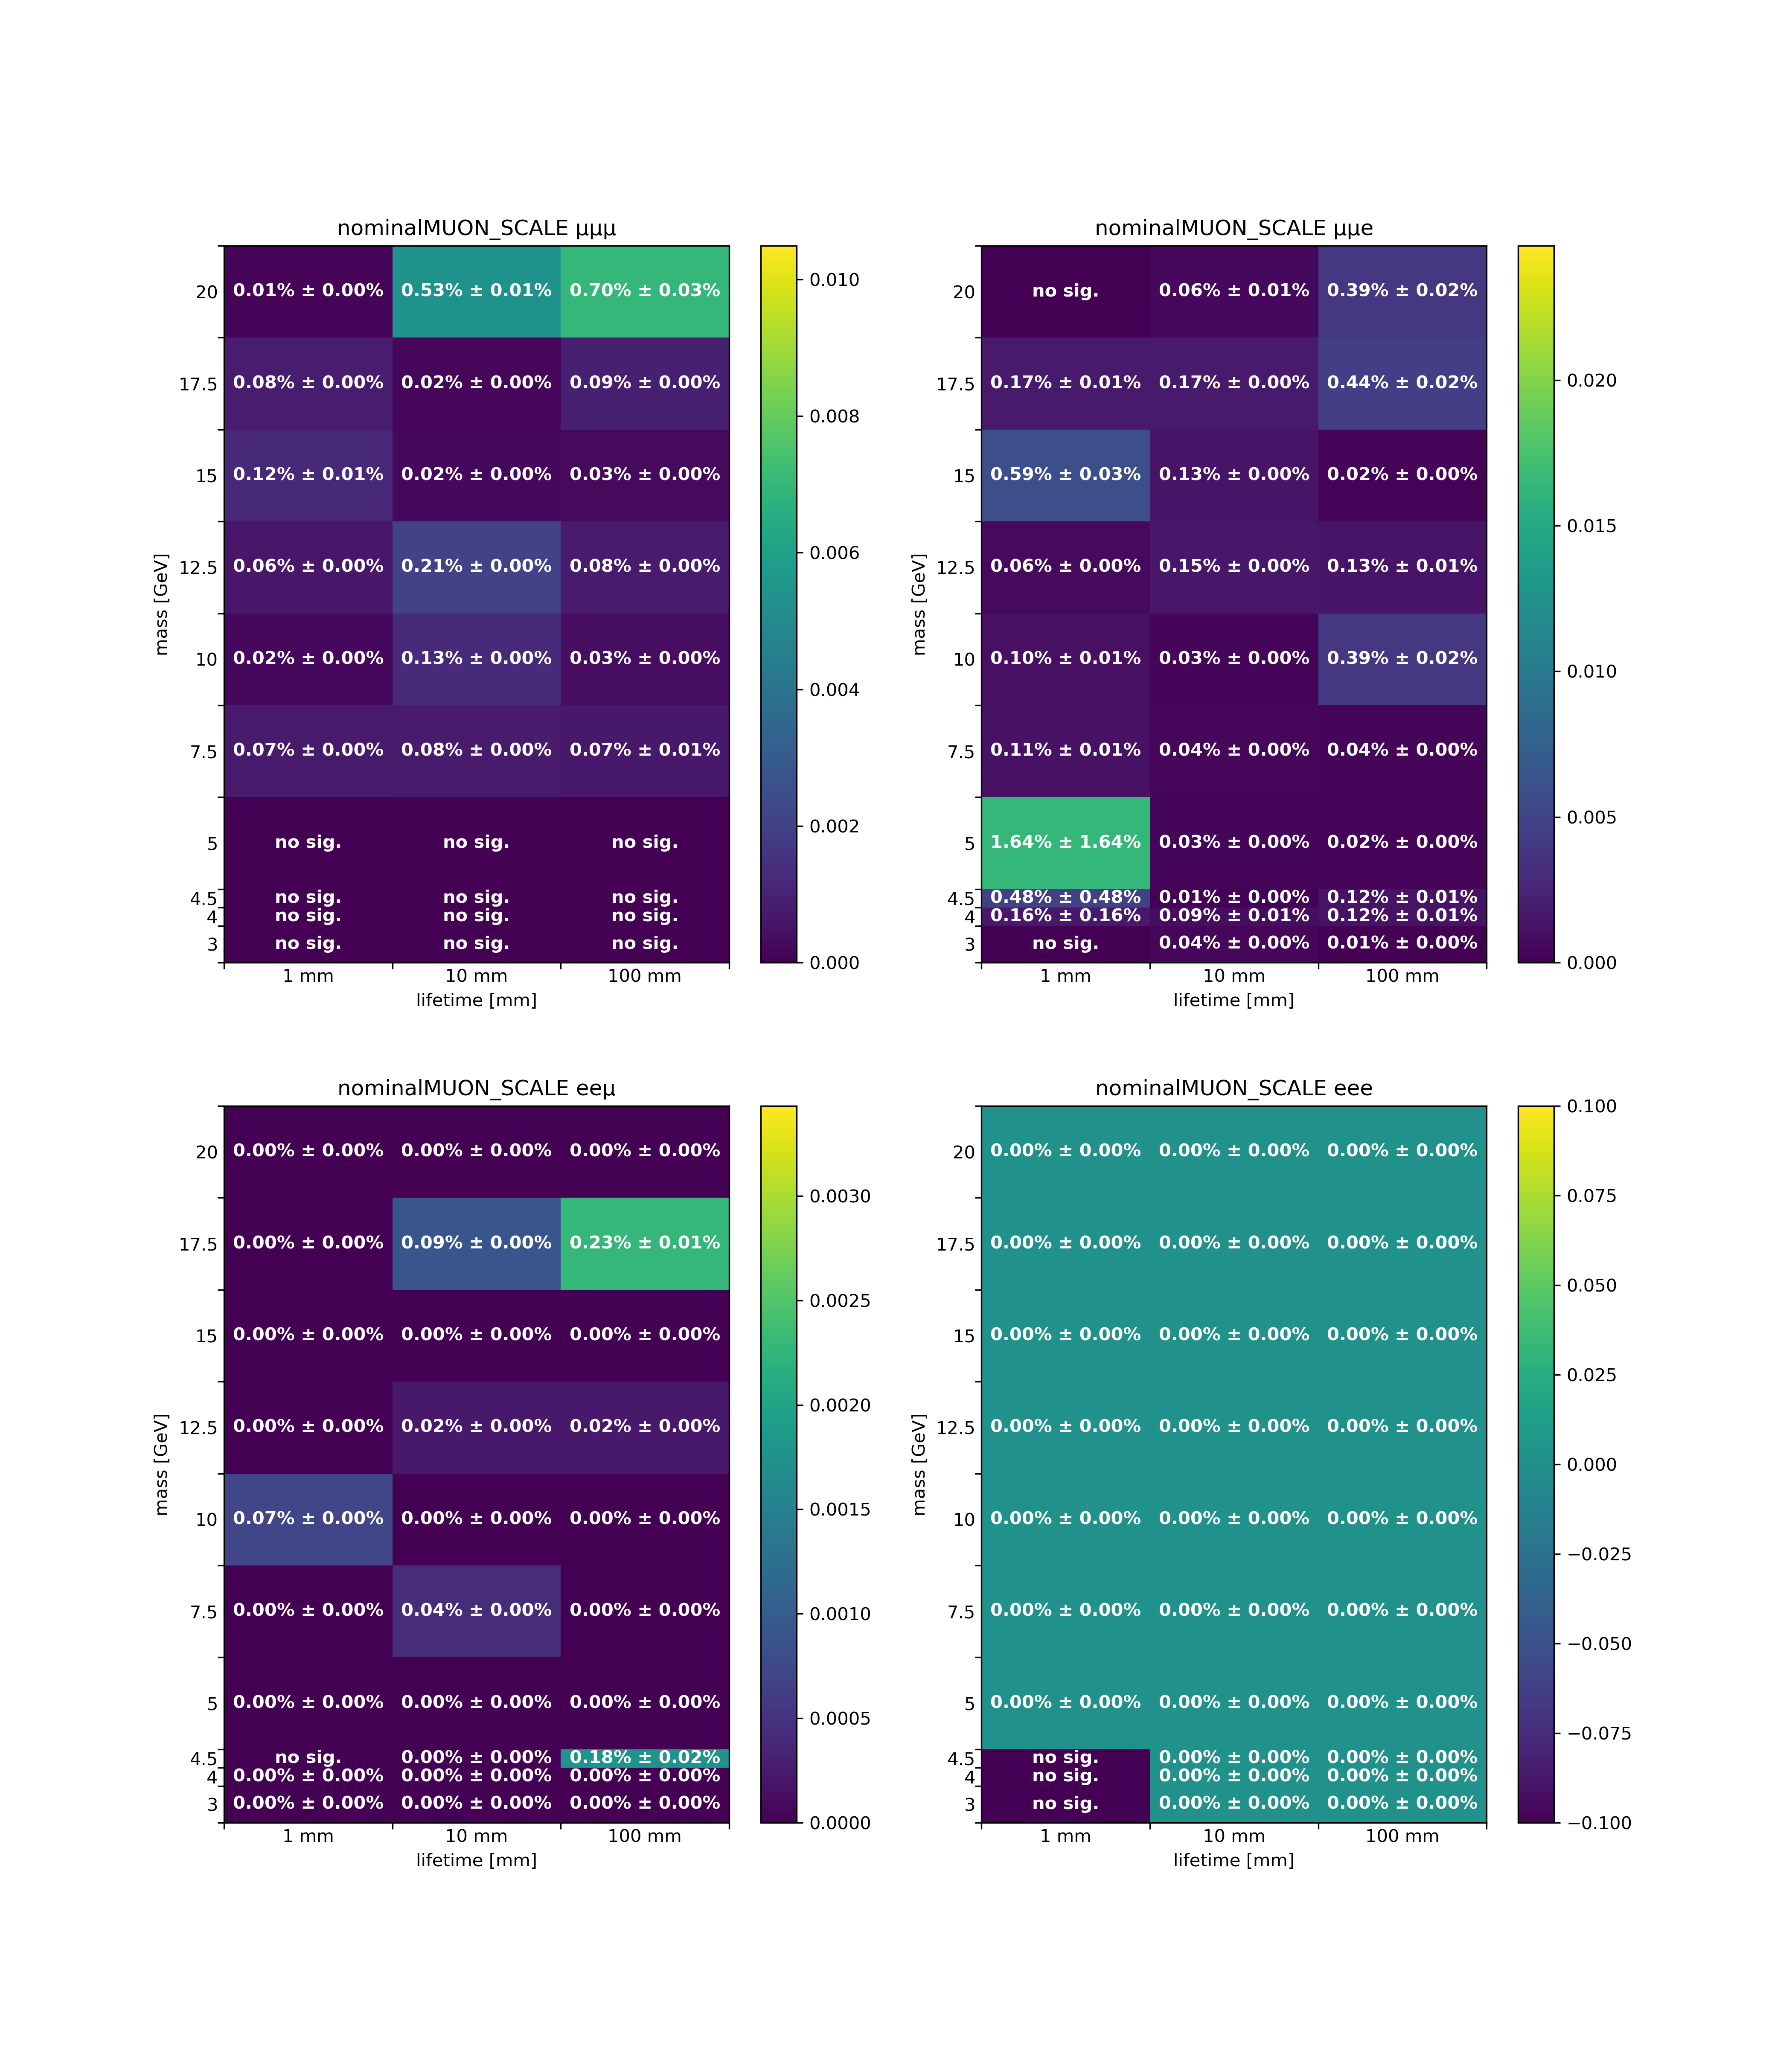 nominalMUON_SCALE μμμ
mass [GeV]
20 0.01% ± 0.00% 0.53% ± 0.01% 0.70% ± 0.03%
17.5 0.08% ± 0.00% 0.02% ± 0.00% 0.09% ± 0.00%
15 0.12% ± 0.01% 0.02% ± 0.00% 0.03% ± 0.00%
12.5 0.06% ± 0.00% 0.21% ± 0.00% 0.08% ± 0.00%
10 0.02% ± 0.00% 0.13% ± 0.00% 0.03% ± 0.00%
7.5 0.07% ± 0.00% 0.08% ± 0.00% 0.07% ± 0.01%
5 no sig. no sig. no sig.
4.5 no sig. no sig. no sig.
4 no sig. no sig. no sig.
3 no sig. no sig. no sig.
1 mm 10 mm 100 mm
lifetime [mm]
0.010
0.008
0.006
0.004
0.002
0.000
nominalMUON_SCALE μμe
mass [GeV]
20 no sig. 0.06% ± 0.01% 0.39% ± 0.02%
17.5 0.17% ± 0.01% 0.17% ± 0.00% 0.44% ± 0.02%
15 0.59% ± 0.03% 0.13% ± 0.00% 0.02% ± 0.00%
12.5 0.06% ± 0.00% 0.15% ± 0.00% 0.13% ± 0.01%
10 0.10% ± 0.01% 0.03% ± 0.00% 0.39% ± 0.02%
7.5 0.11% ± 0.01% 0.04% ± 0.00% 0.04% ± 0.00%
5 1.64% ± 1.64% 0.03% ± 0.00% 0.02% ± 0.00%
4.5 0.48% ± 0.48% 0.01% ± 0.00% 0.12% ± 0.01%
4 0.16% ± 0.16% 0.09% ± 0.01% 0.12% ± 0.01%
3 no sig. 0.04% ± 0.00% 0.01% ± 0.00%
1 mm 10 mm 100 mm
lifetime [mm]
0.020
0.015
0.010
0.005
0.000
nominalMUON_SCALE eeμ
mass [GeV]
20 0.00% ± 0.00% 0.00% ± 0.00% 0.00% ± 0.00%
17.5 0.00% ± 0.00% 0.09% ± 0.00% 0.23% ± 0.01%
15 0.00% ± 0.00% 0.00% ± 0.00% 0.00% ± 0.00%
12.5 0.00% ± 0.00% 0.02% ± 0.00% 0.02% ± 0.00%
10 0.07% ± 0.00% 0.00% ± 0.00% 0.00% ± 0.00%
7.5 0.00% ± 0.00% 0.04% ± 0.00% 0.00% ± 0.00%
5 0.00% ± 0.00% 0.00% ± 0.00% 0.00% ± 0.00%
4.5 no sig. 0.00% ± 0.00% 0.18% ± 0.02%
4 0.00% ± 0.00% 0.00% ± 0.00% 0.00% ± 0.00%
3 0.00% ± 0.00% 0.00% ± 0.00% 0.00% ± 0.00%
1 mm 10 mm 100 mm
lifetime [mm]
0.0030
0.0025
0.0020
0.0015
0.0010
0.0005
0.0000
nominalMUON_SCALE eee
mass [GeV]
20 0.00% ± 0.00% 0.00% ± 0.00% 0.00% ± 0.00%
17.5 0.00% ± 0.00% 0.00% ± 0.00% 0.00% ± 0.00%
15 0.00% ± 0.00% 0.00% ± 0.00% 0.00% ± 0.00%
12.5 0.00% ± 0.00% 0.00% ± 0.00% 0.00% ± 0.00%
10 0.00% ± 0.00% 0.00% ± 0.00% 0.00% ± 0.00%
7.5 0.00% ± 0.00% 0.00% ± 0.00% 0.00% ± 0.00%
5 0.00% ± 0.00% 0.00% ± 0.00% 0.00% ± 0.00%
4.5 no sig. 0.00% ± 0.00% 0.00% ± 0.00%
4 no sig. 0.00% ± 0.00% 0.00% ± 0.00%
3 no sig. 0.00% ± 0.00% 0.00% ± 0.00%
1 mm 10 mm 100 mm
lifetime [mm]
0.100
0.075
0.050
0.025
0.000
−0.025
−0.050
−0.075
−0.100